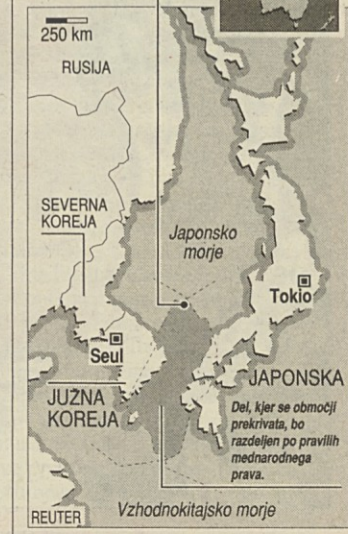 250 km
RUSIJA
SEVERNA
KOREJA
Japonsko
morje
Tokio
Seul
JAPONSKA
JUŽNA
KOREJA
Del, kjer se območji
prekrivata, bo
razdeljen po pravilih
mednarodnega
prava.
Vzhodnokitajsko morje
REUTER